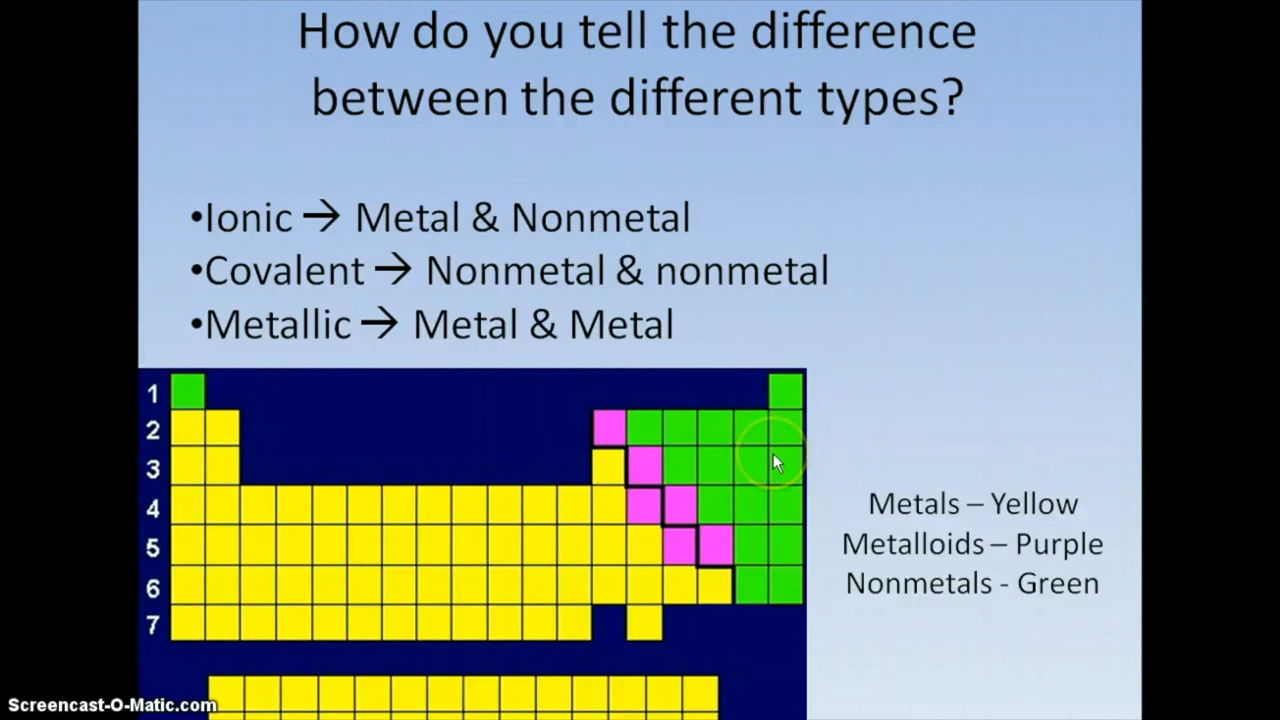 How do you tell the difference
between the different types?
•Ionic → Metal & Nonmetal
•Covalent → Nonmetal & nonmetal
•Metallic → Metal & Metal
1
2
3
4
5
6
7
Metals – Yellow
Metalloids – Purple
Nonmetals - Green
Screencast-O-Matic.com